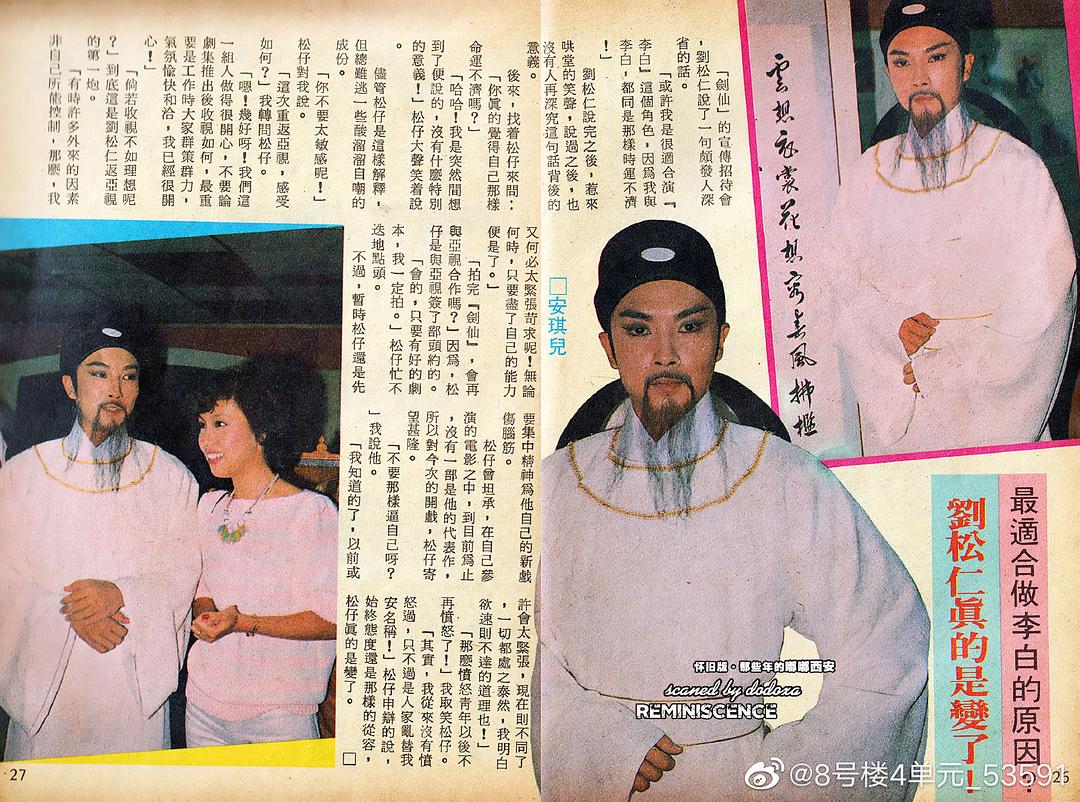 最適合做李白的原因？
劉松仁眞的是變了！
雲想衣裳花想容春風拂檻
□安琪兒
「劍仙」的宣傳招待會
，劉松仁說了一句頗發人深
省的話。
「或許我是很適合演『
李白』這個角色，因爲我與
李白，都同是那樣時運不濟
！」
劉松仁說完之後，惹來
哄堂的笑聲，說過之後，也
沒有人再深究這句話背後的
意義。
後來，找着松仔來問：
「你眞的覺得自己那樣
命運不濟嗎？」
「哈哈！我是突然間想
到了便說的，沒有什麽特別
的意義！」松仔大聲笑着說
。
儘管松仔是這樣解釋，
但總難逃一些酸溜溜自嘲的
成份。
「你不要太敏感呢！」
松仔對我說。
「這次重返亞視，感受
如何？」我轉問松仔。
「嗯！幾好呀！我們這
一組人做得很開心，不要論
劇集推出後收視如何，最重
要是工作時大家群策群力，
氣氛愉快和洽，我已經很開
心！」
「倘若收視不如理想呢
？」到底這是劉松仁返亞視
的第一炮。
「有時許多外來的因素
非自己所能控制，那麽，我
又何必太緊張苛求呢！無論
何時，只要盡了自己的能力
便是了。」
「拍完『劍仙』，會再
與亞視合作嗎？」因爲，松
仔是與亞視簽了部頭約的。
「會的，只要有好的劇
本，我一定拍。」松仔忙不
迭地點頭。
不過，暫時松仔還是先
要集中精神爲他自己的新戲
傷腦筋。
松仔曾坦承，在自己參
演的電影之中，到目前爲止
，沒有一部是他的代表作，
所以對今次的開戲，松仔寄
望甚隆。
「不要那樣逼自己呀？
」我說他。
「我知道的了，以前或
許會太緊張，現在則不同了
，一切都處之泰然，我明白
欲速則不達的道理也！」
「那麽憤怒靑年以後不
再憤怒了！」我取笑松仔。
「其實，我從來沒有憤
怒過，只不過是人家亂替我
安名稱！」松仔申辯的說，
始終態度還是那樣的從容，
松仔眞的是變了。□
怀旧版·那些年的嘟嘟西安
scaned by dodoxa
REMINISCENCE
27
@8号楼4单元_53591
26